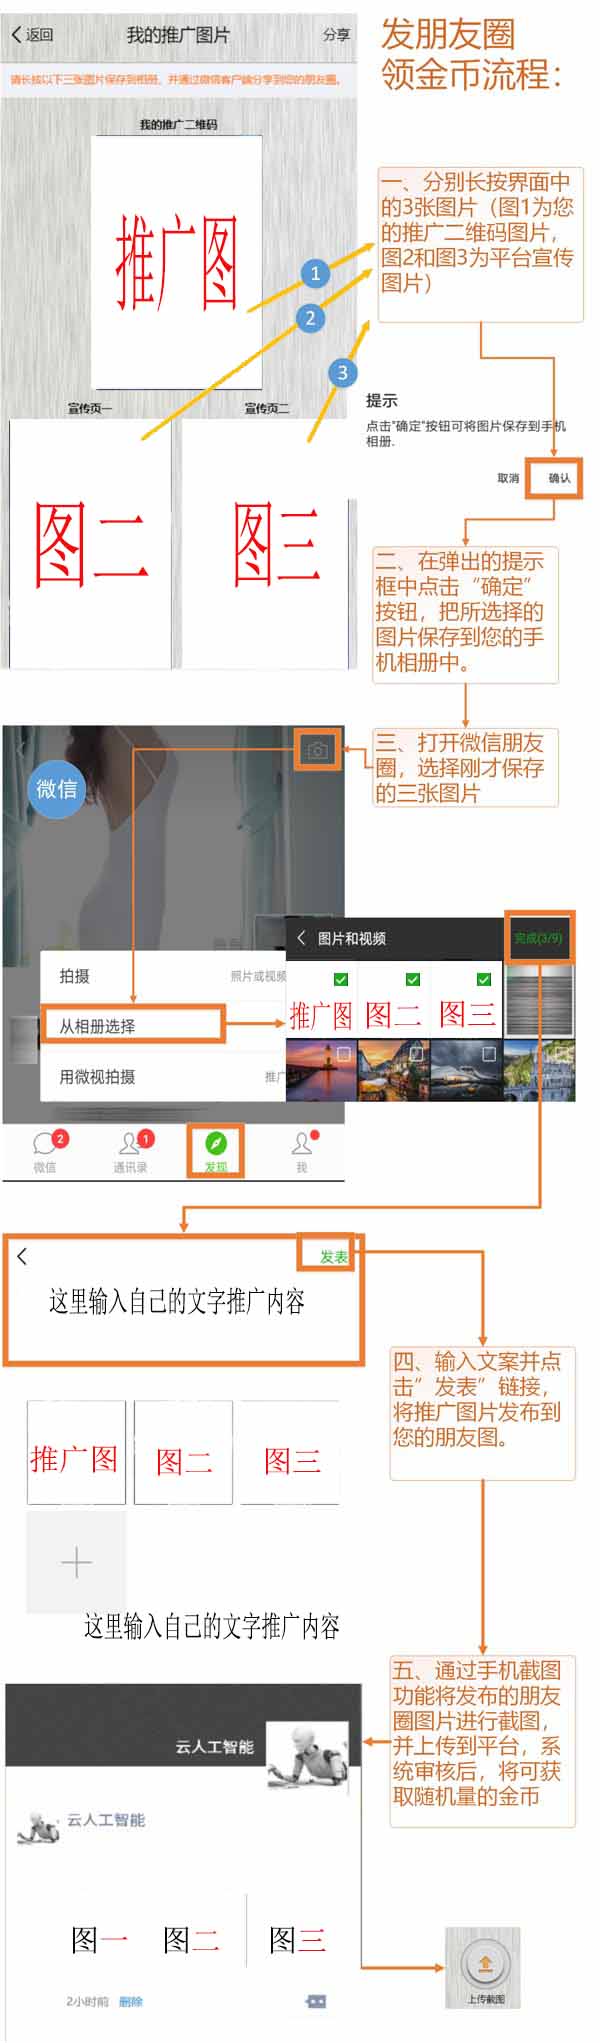 返回
我的推广图片
分享
发朋友圈
领金币流程：
请长按以下三张图片保存到相册，并通过微信客户端分享到您的朋友圈。
我的推广二维码
推广图
一、分别长按界面中
的3张图片（图1为您
的推广二维码图片，
图2和图3为平台宣传
图片）
1
2
3
宣传页一
宣传页二
图二
图三
提示
点击"确定"按钮可将图片保存到手机
相册.
取消
确认
二、在弹出的提示
框中点击“确定”
按钮，把所选择的
图片保存到您的手
机相册中。
三、打开微信朋友
圈，选择刚才保存
的三张图片
微信
拍摄
照片或视频
从相册选择
用微视拍摄
推广
图片和视频
完成(3/9)
推广图
图二
图三
微信
2
通讯录
1
发现
我
发表
这里输入自己的文字推广内容
四、输入文案并点
击”发表”链接，
将推广图片发布到
您的朋友图。
推广图
图二
图三
这里输入自己的文字推广内容
五、通过手机截图
功能将发布的朋友
圈图片进行截图，
并上传到平台，系
统审核后，将可获
取随机量的金币
云人工智能
云人工智能
图一
图二
图三
2小时前
删除
上传截图